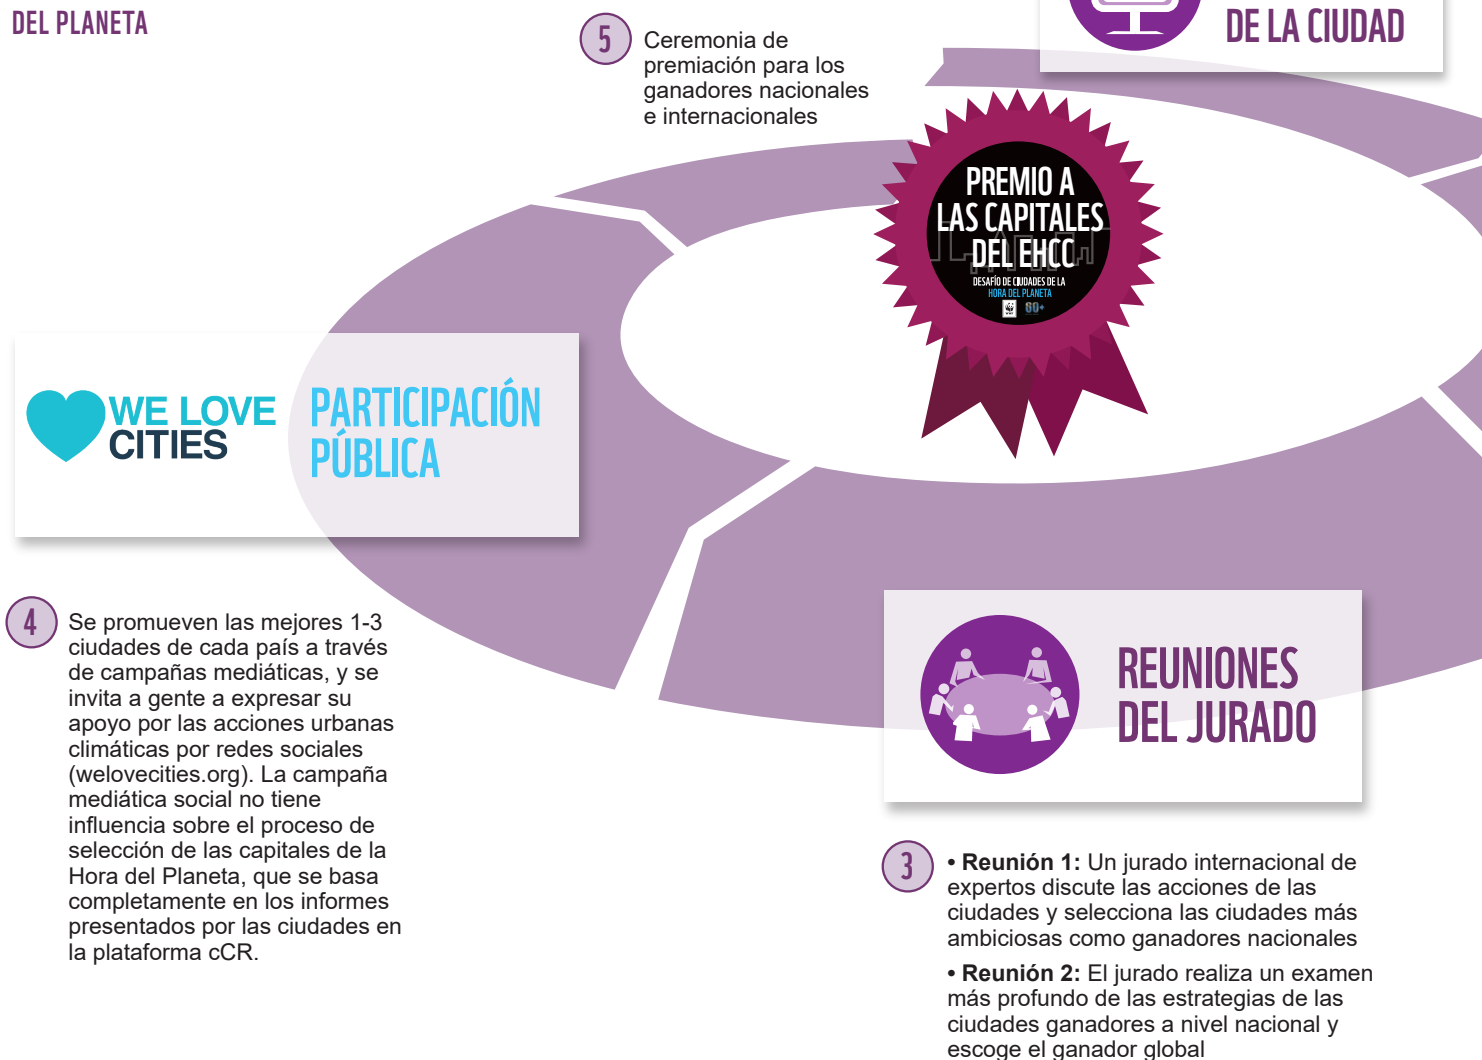 DEL PLANETA
5
Ceremonia de
premiación para los
ganadores nacionales
e internacionales
DE LA CIUDAD
PREMIO A
LAS CAPITALES
DEL EHCC
DESAFÍO DE CIUDADES DE LA
HORA DEL PLANETA
WWF
60+
WE LOVE
CITIES
PARTICIPACIÓN
PÚBLICA
4
Se promueven las mejores 1-3
ciudades de cada país a través
de campañas mediáticas, y se
invita a gente a expresar su
apoyo por las acciones urbanas
climáticas por redes sociales
(welovecities.org). La campaña
mediática social no tiene
influencia sobre el proceso de
selección de las capitales de la
Hora del Planeta, que se basa
completamente en los informes
presentados por las ciudades en
la plataforma cCR.
REUNIONES
DEL JURADO
3
• Reunión 1: Un jurado internacional de
expertos discute las acciones de las
ciudades y selecciona las ciudades más
ambiciosas como ganadores nacionales
• Reunión 2: El jurado realiza un examen
más profundo de las estrategias de las
ciudades ganadores a nivel nacional y
escoge el ganador global